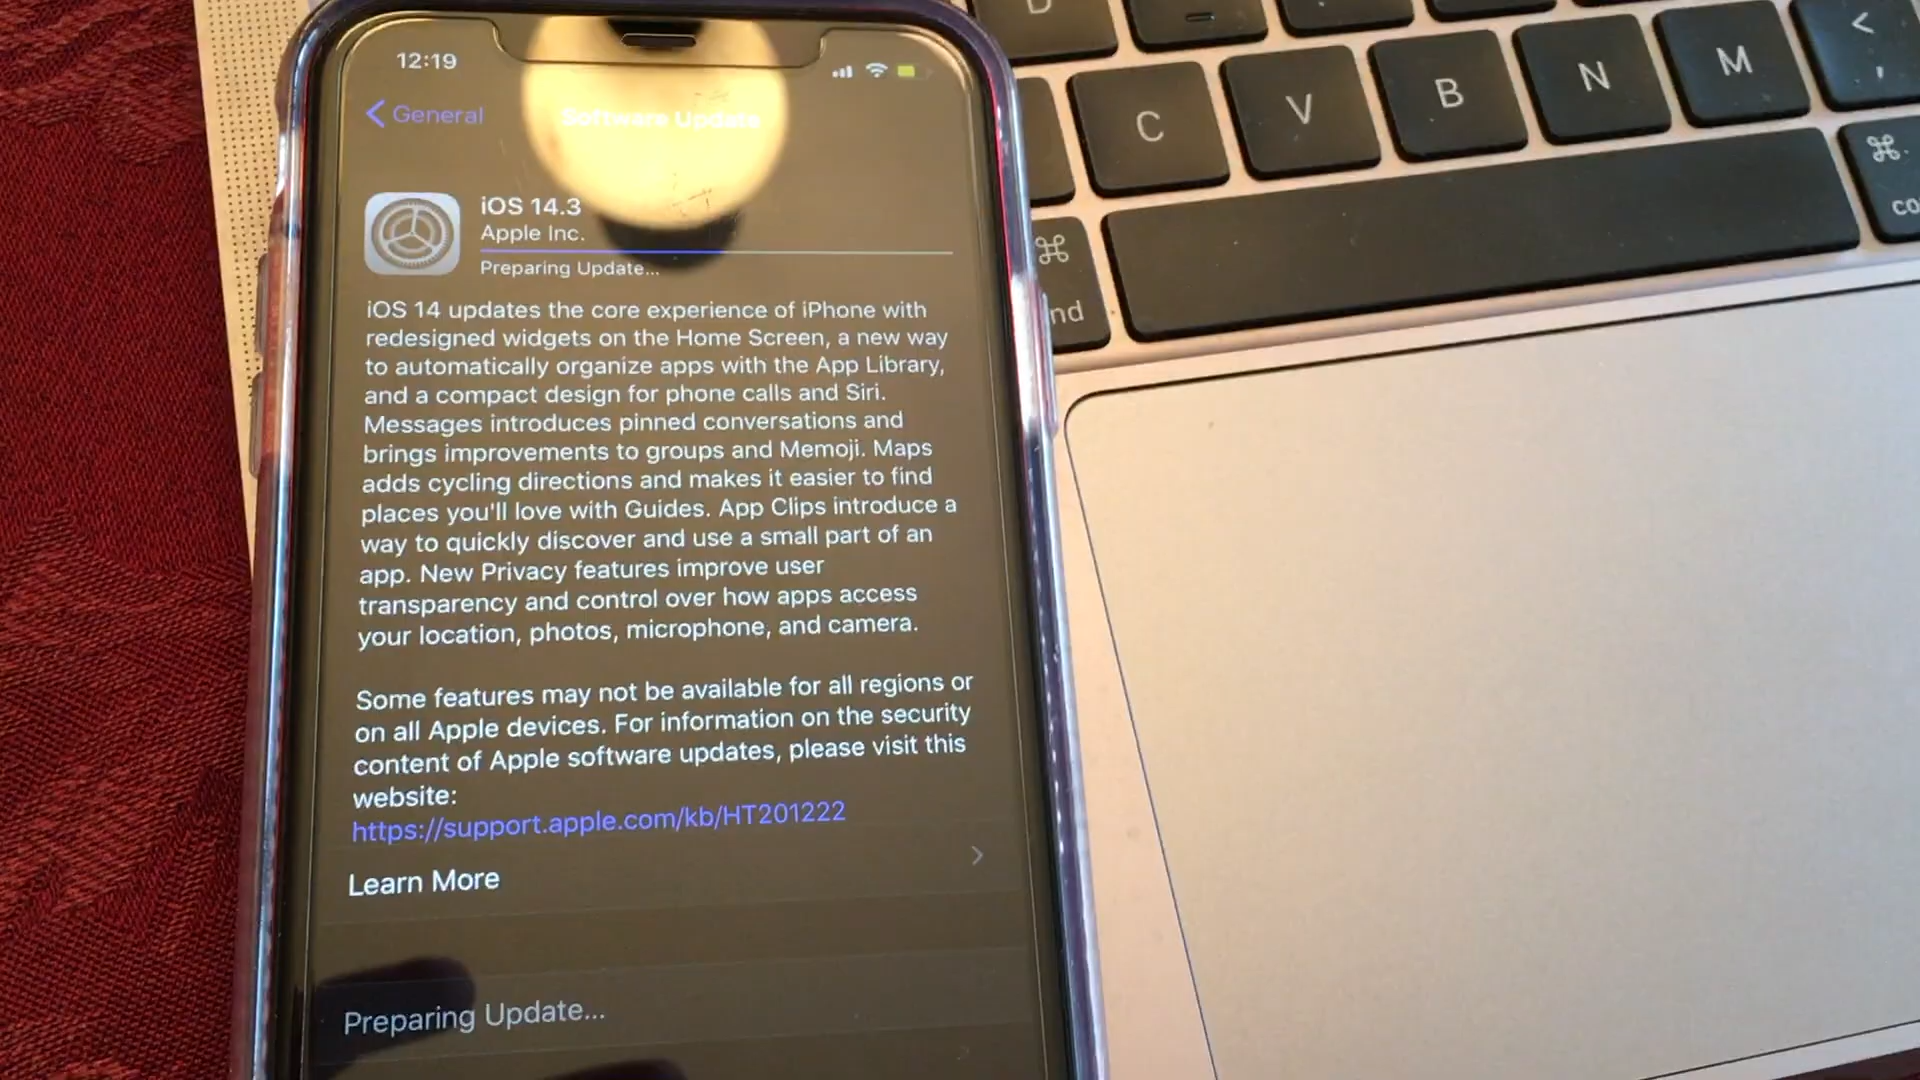 12:19
General
Software Update
iOS 14.3
Apple Inc.
Preparing Update...
iOS 14 updates the core experience of iPhone with
redesigned widgets on the Home Screen, a new way
to automatically organize apps with the App Library,
and a compact design for phone calls and Siri.
Messages introduces pinned conversations and
brings improvements to groups and Memoji. Maps
adds cycling directions and makes it easier to find
places you'll love with Guides. App Clips introduce a
way to quickly discover and use a small part of an
app. New Privacy features improve user
transparency and control over how apps access
your location, photos, microphone, and camera.
Some features may not be available for all regions or
on all Apple devices. For information on the security
content of Apple software updates, please visit this
website:
https://support.apple.com/kb/HT201222
Learn More
Preparing Update...
D
C V B N M < ,
⌘ nd
⌘ co